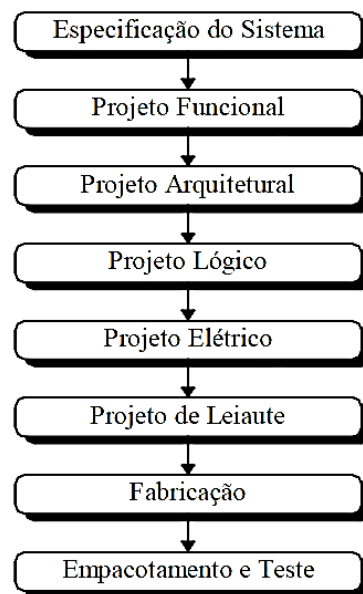 Especificação do Sistema
Projeto Funcional
Projeto Arquitetural
Projeto Lógico
Projeto Elétrico
Projeto de Leiaute
Fabricação
Empacotamento e Teste